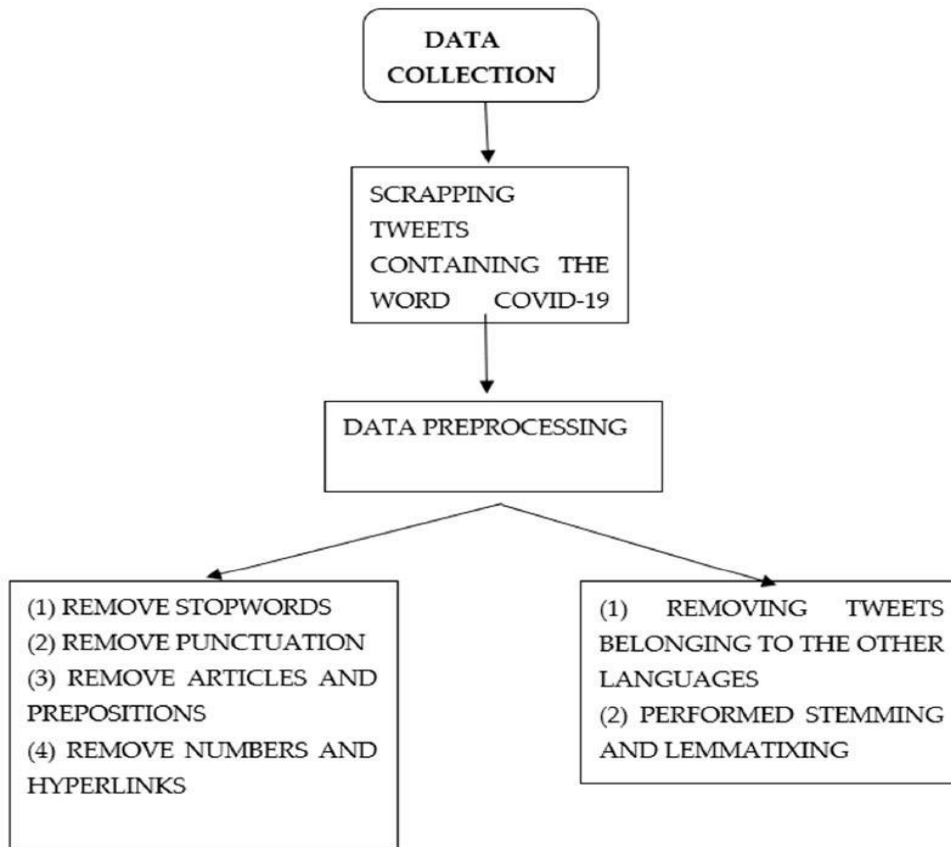 DATA
COLLECTION
SCRAPPING
TWEETS
CONTAINING THE
WORD COVID-19
DATA PREPROCESSING
(1) REMOVE STOPWORDS
(2) REMOVE PUNCTUATION
(3) REMOVE ARTICLES AND
PREPOSITIONS
(4) REMOVE NUMBERS AND
HYPERLINKS
(1) REMOVING TWEETS
BELONGING TO THE OTHER
LANGUAGES
(2) PERFORMED STEMMING
AND LEMMATIXING